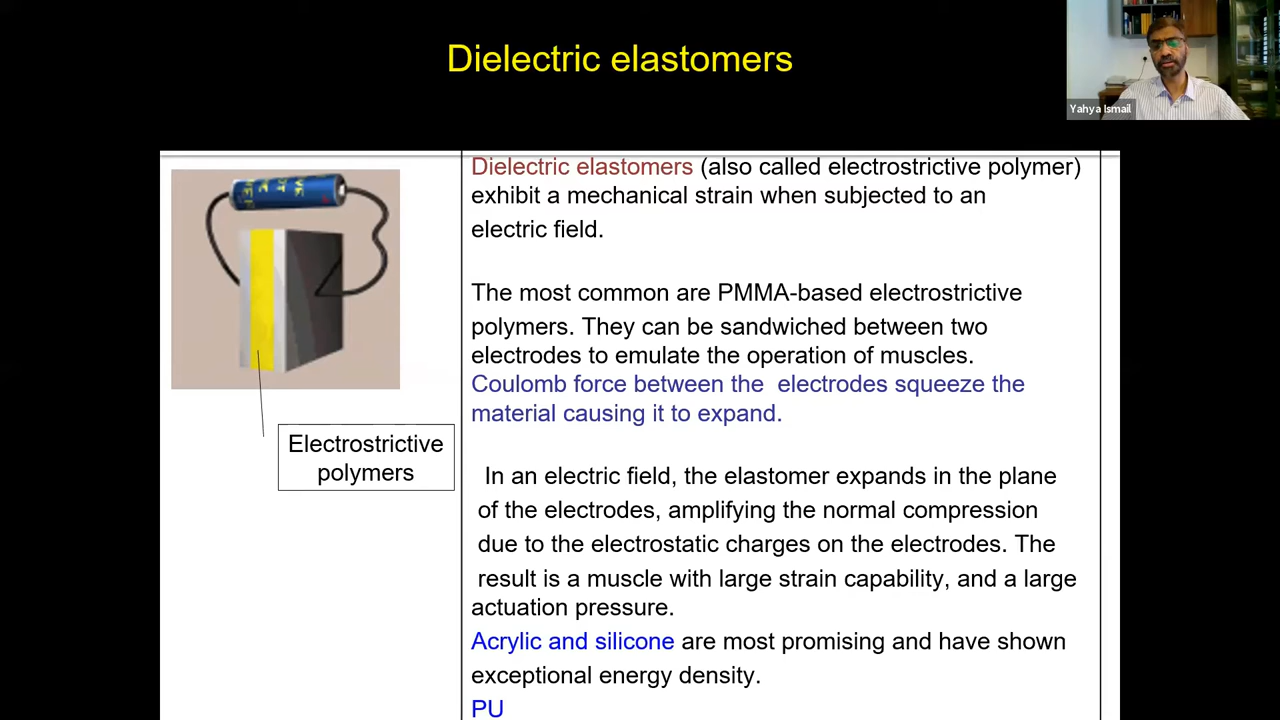 Dielectric elastomers
Yahya Ismail
Dielectric elastomers (also called electrostrictive polymer)
exhibit a mechanical strain when subjected to an
electric field.
The most common are PMMA-based electrostrictive
polymers. They can be sandwiched between two
electrodes to emulate the operation of muscles.
Coulomb force between the electrodes squeeze the
material causing it to expand.
Electrostrictive
polymers
In an electric field, the elastomer expands in the plane
of the electrodes, amplifying the normal compression
due to the electrostatic charges on the electrodes. The
result is a muscle with large strain capability, and a large
actuation pressure.
Acrylic and silicone are most promising and have shown
exceptional energy density.
PU